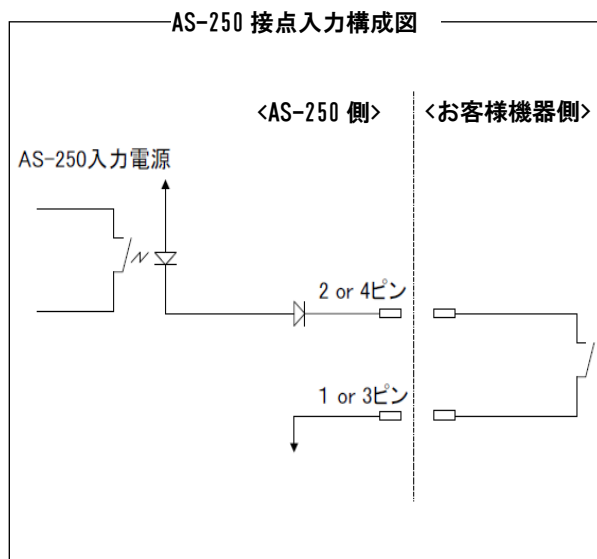 AS-250 接点入力構成図
<AS-250 側> <お客様機器側>
AS-250入力電源
2 or 4ピン
1 or 3ピン